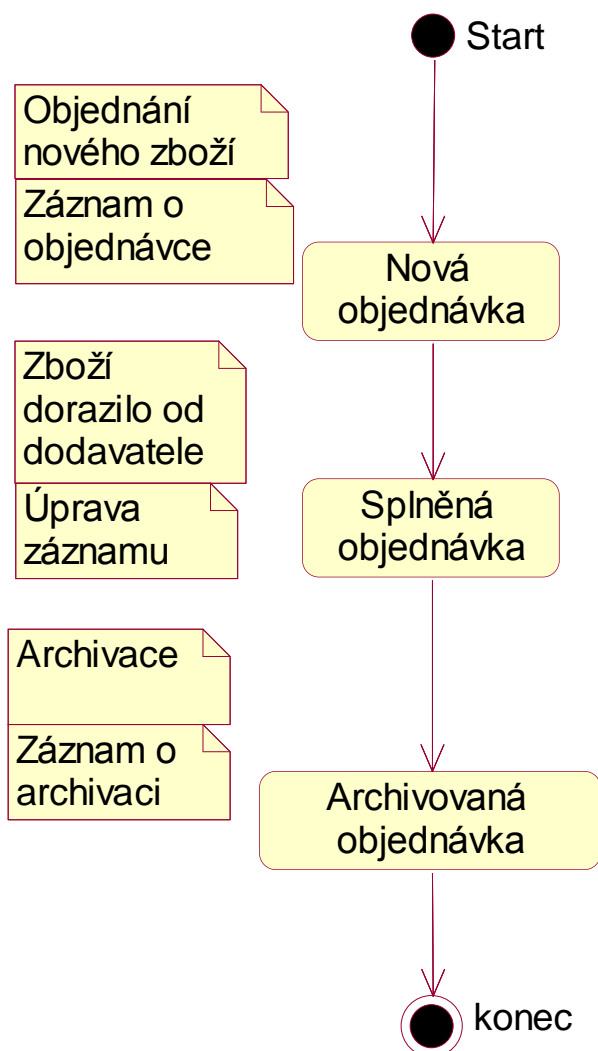 Start
Objednání
nového zboží
Záznam o
objednávce
Nová
objednávka
Zboží
dorazilo od
dodavatele
Úprava
záznamu
Splněná
objednávka
Archivace
Záznam o
archivaci
Archivovaná
objednávka
konec